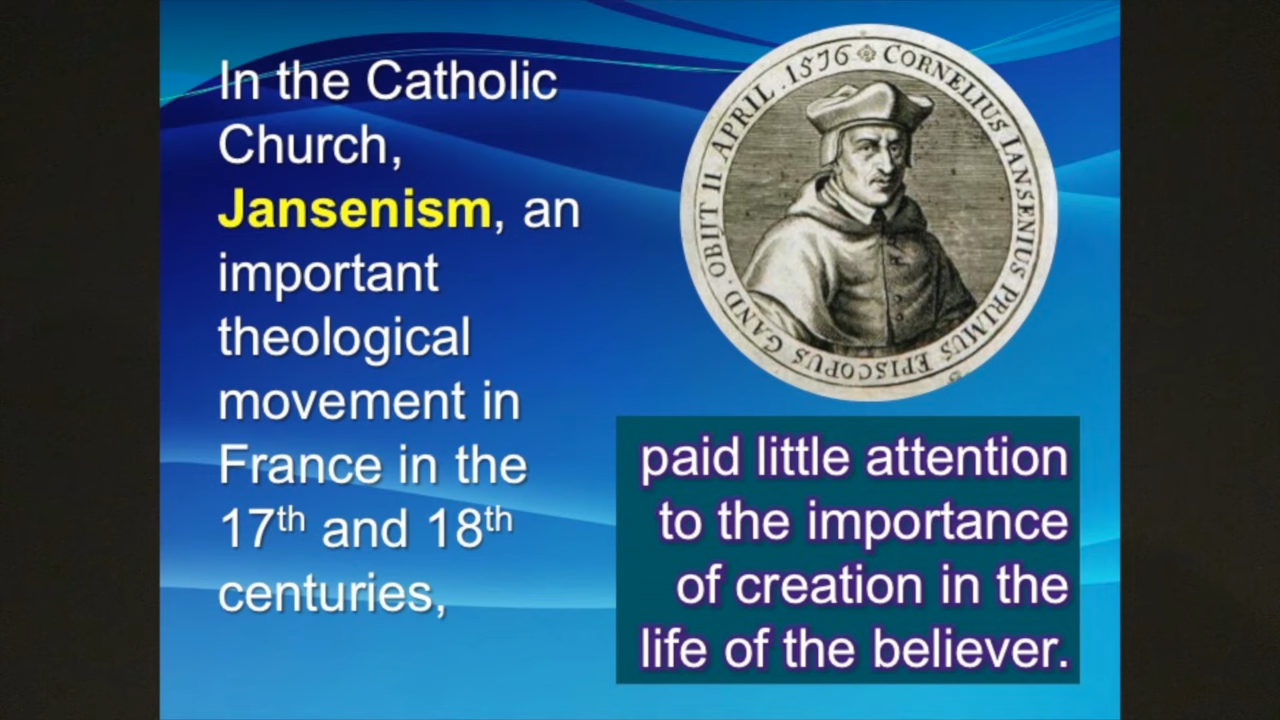 In the Catholic
Church,
Jansenism, an
important
theological
movement in
France in the
17th and 18th
centuries,
CORNELIUS IANSENIUS PRIMUS EPISCOPUS GAND. OBIJT 11 APRIL. 1576
paid little attention
to the importance
of creation in the
life of the believer.